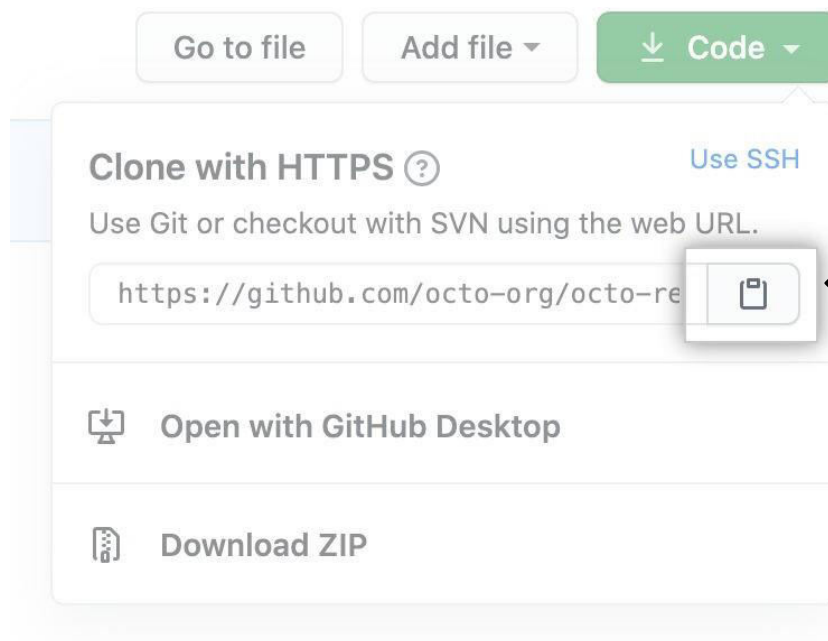 Go to file Add file Code
Clone with HTTPS ? Use SSH
Use Git or checkout with SVN using the web URL.
https://github.com/octo-org/octo-re
Open with GitHub Desktop
Download ZIP